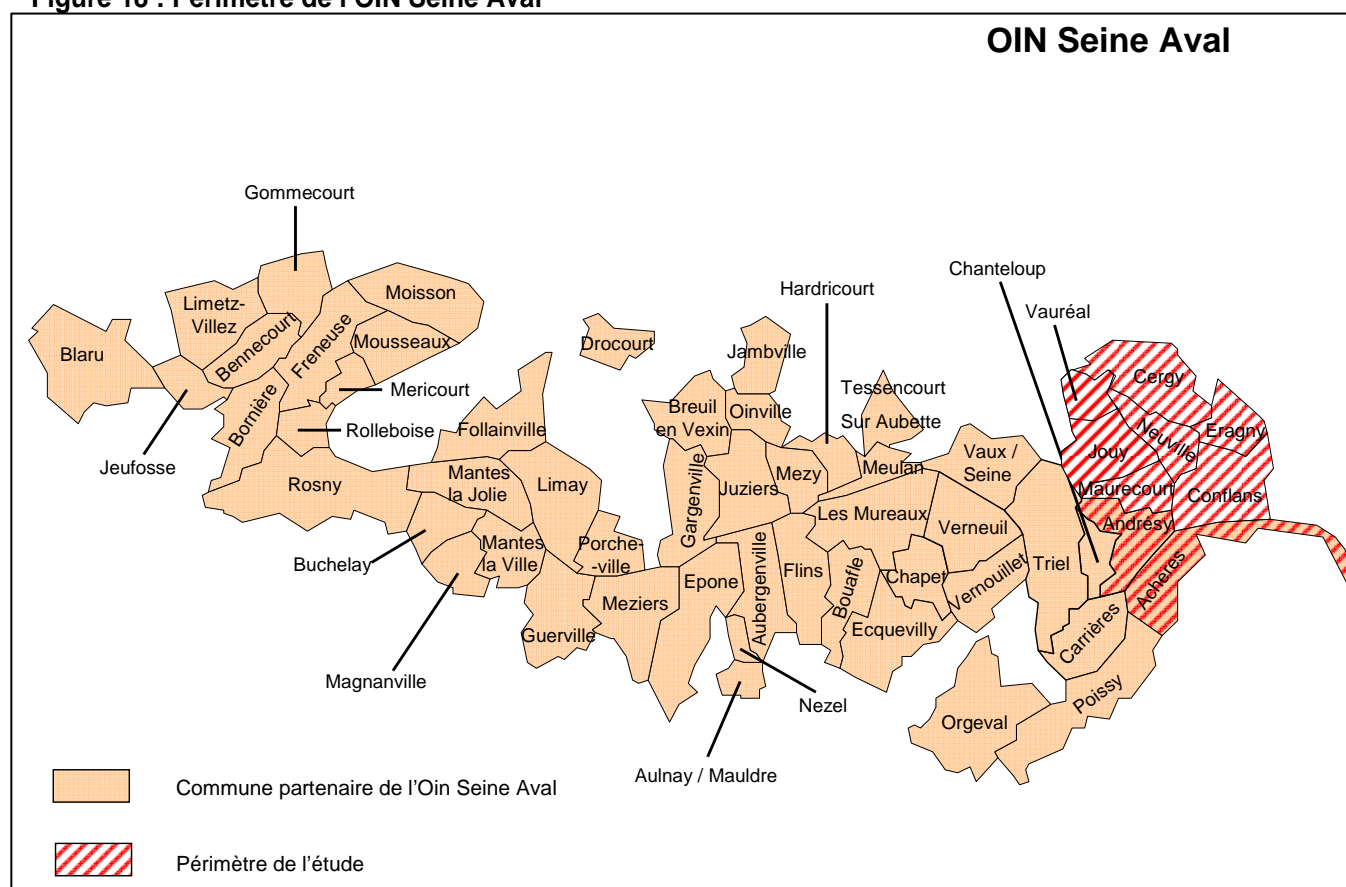 Figure 18 : Périmètre de l'OIN Seine Aval
OIN Seine Aval
Gommecourt
Chanteloup
Hardricourt
Vauréal
Moisson
Limetz-
Villez
Bennecourt
Freneuse
Mousseaux
Blaru
Drocourt
Jambville
Cergy
Mericourt
Tessencourt
Sur Aubette
Breuil
en Vexin
Oinville
Bornière
Rolleboise
Follainville
Neuville
Eragny
Jeufosse
Vaux /
Seine
Jouy
Meulan
Rosny
Mantes
la Jolie
Limay
Gargenville
Juziers
Mezy
Maurecourt
Conflans
Les Mureaux
Verneuil
Andrésy
Buchelay
Mantes
la Ville
Porche-
-ville
Epone
Aubergenville
Flins
Bouafle
Chapet
Vernouillet
Triel
Achères
Meziers
Guerville
Ecquevilly
Carrières
Magnanville
Nezel
Poissy
Orgeval
Aulnay / Mauldre
Commune partenaire de l'Oin Seine Aval
Périmètre de l'étude